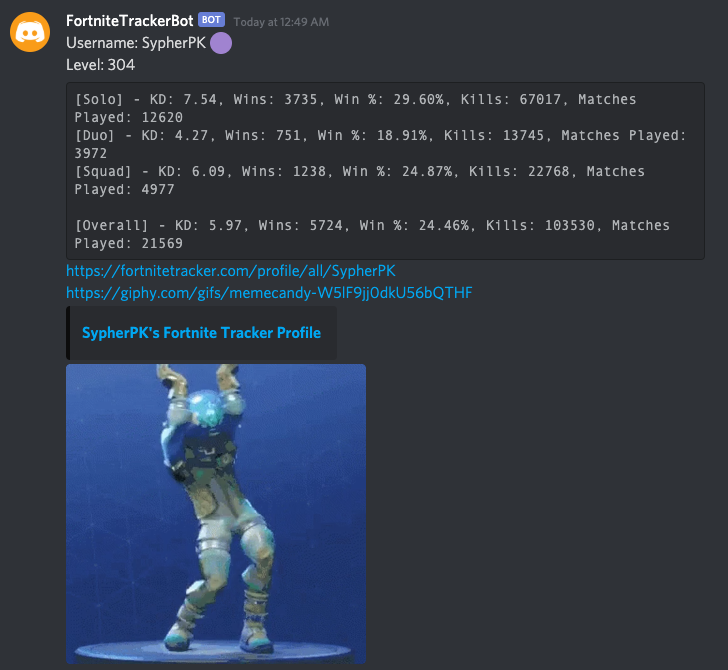 FortniteTrackerBot BOT Today at 12:49 AM
Username: SypherPK
Level: 304
[Solo] - KD: 7.54, Wins: 3735, Win %: 29.60%, Kills: 67017, Matches
Played: 12620
[Duo] - KD: 4.27, Wins: 751, Win %: 18.91%, Kills: 13745, Matches Played:
3972
[Squad] - KD: 6.09, Wins: 1238, Win %: 24.87%, Kills: 22768, Matches
Played: 4977
[Overall] - KD: 5.97, Wins: 5724, Win %: 24.46%, Kills: 103530, Matches
Played: 21569
https://fortnitetracker.com/profile/all/SypherPK
https://giphy.com/gifs/memecandy-W5lF9jj0dkU56bQTHF
SypherPK's Fortnite Tracker Profile